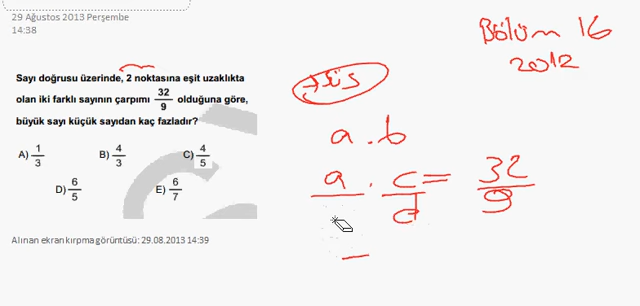 29 Ağustos 2013 Perşembe
14:38
Bölüm 16
2012
Sayı doğrusu üzerinde, 2 noktasına eşit uzaklıkta
olan iki farklı sayının çarpımı 32/9 olduğuna göre,
büyük sayı küçük sayıdan kaç fazladır?
A) 1/3 B) 4/3 C) 4/5
D) 6/5 E) 6/7
a . b
a . c/d = 32/9
Alınan ekran kırpma görüntüsü: 29.08.2013 14:39